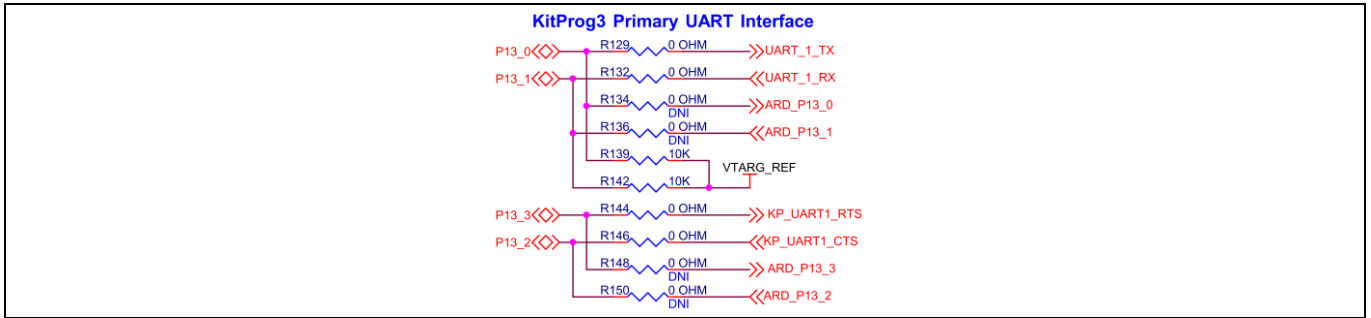 KitProg3 Primary UART Interface
P13_0 R129 0 OHM UART_1_TX
P13_1 R132 0 OHM UART_1_RX
R134 0 OHM ARD_P13_0
DNI
R136 0 OHM ARD_P13_1
DNI
R139 10K
VTARG_REF
R142 10K
P13_3 R144 0 OHM KP_UART1_RTS
P13_2 R146 0 OHM KP_UART1_CTS
R148 0 OHM ARD_P13_3
DNI
R150 0 OHM ARD_P13_2
DNI